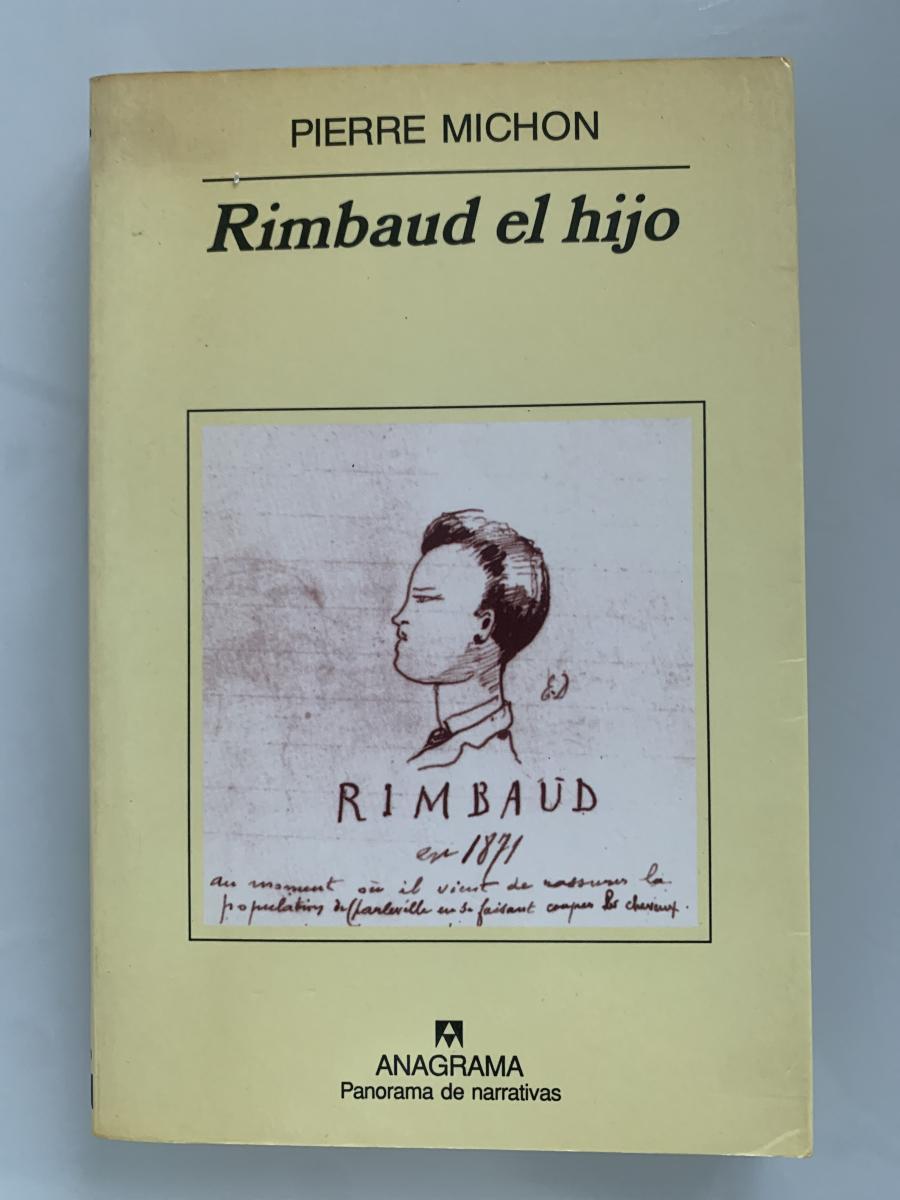 PIERRE MICHON
Rimbaud el hijo
ED
RIMBAUD
en 1871
au moment où il vient de rassurer la
population de Charleville en se faisant couper les cheveux.
ANAGRAMA
Panorama de narrativas